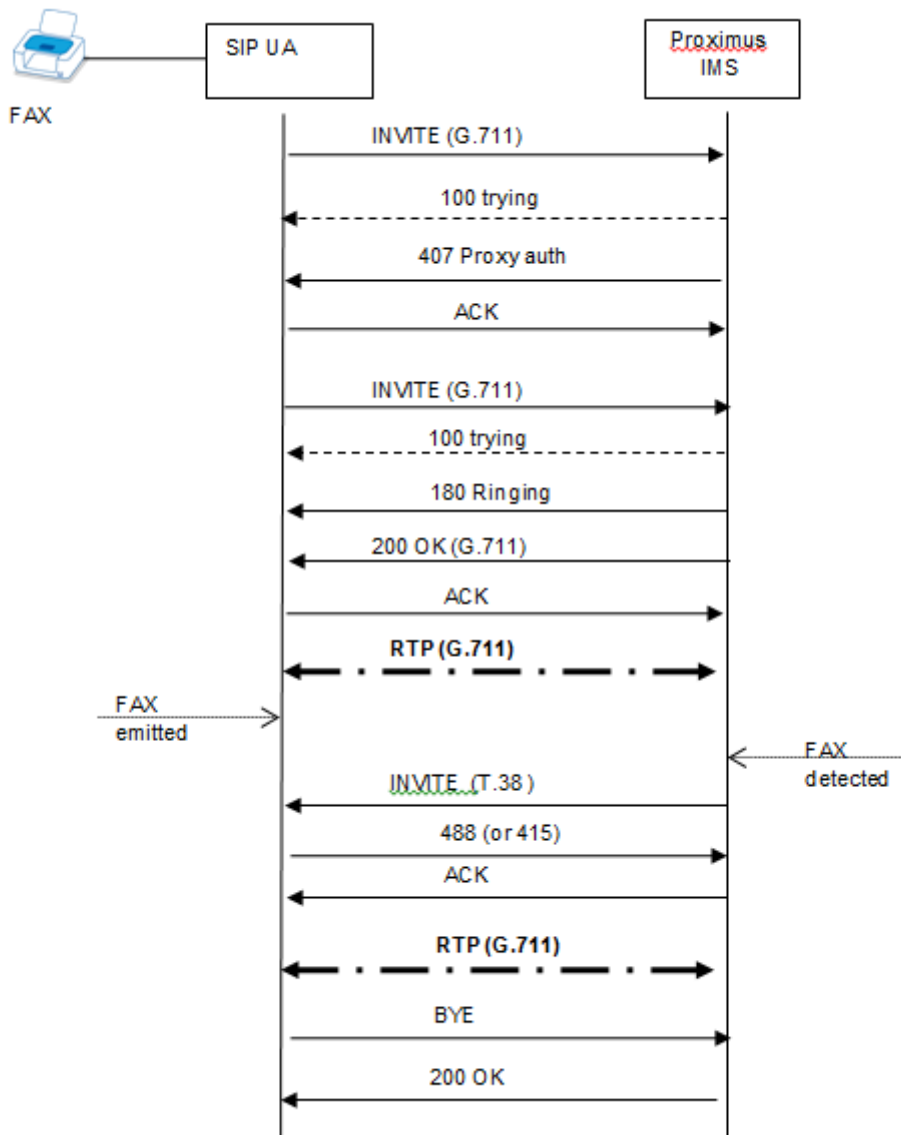 SIP UA
Proximus
IMS
FAX
INVITE (G.711)
100 trying
407 Proxy auth
ACK
INVITE (G.711)
100 trying
180 Ringing
200 OK (G.711)
ACK
RTP (G.711)
FAX
emitted
FAX
detected
INVITE (T.38)
488 (or 415)
ACK
RTP (G.711)
BYE
200 OK